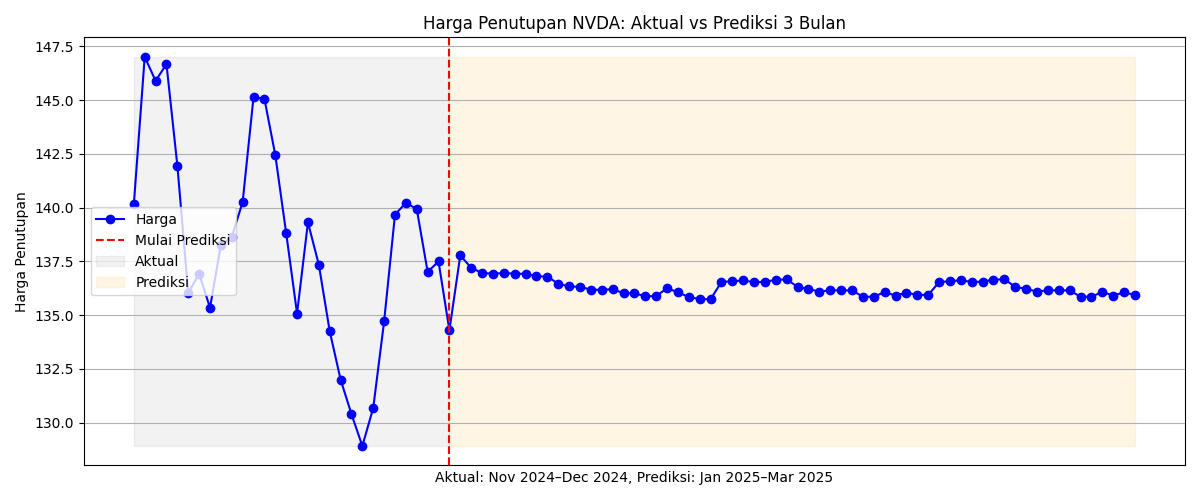 Harga Penutupan NVDA: Aktual vs Prediksi 3 Bulan
Harga Penutupan
147.5
145.0
142.5
140.0
137.5
135.0
132.5
130.0
Harga
Mulai Prediksi
Aktual
Prediksi
Aktual: Nov 2024–Dec 2024, Prediksi: Jan 2025–Mar 2025